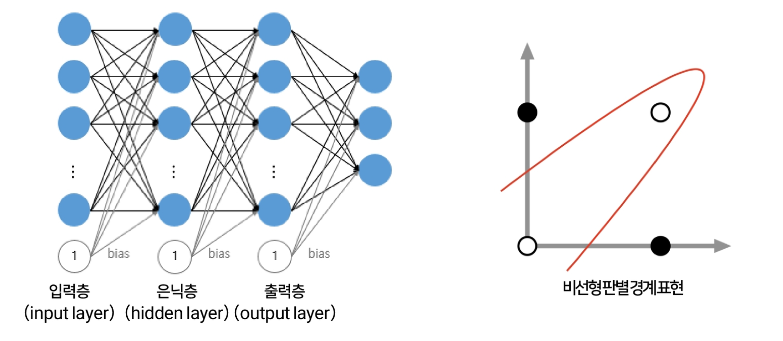 ⋮ ⋮ ⋮
1 bias 1 bias 1 bias
입력층 은닉층 출력층
(input layer) (hidden layer) (output layer)
비선형판별경계표현